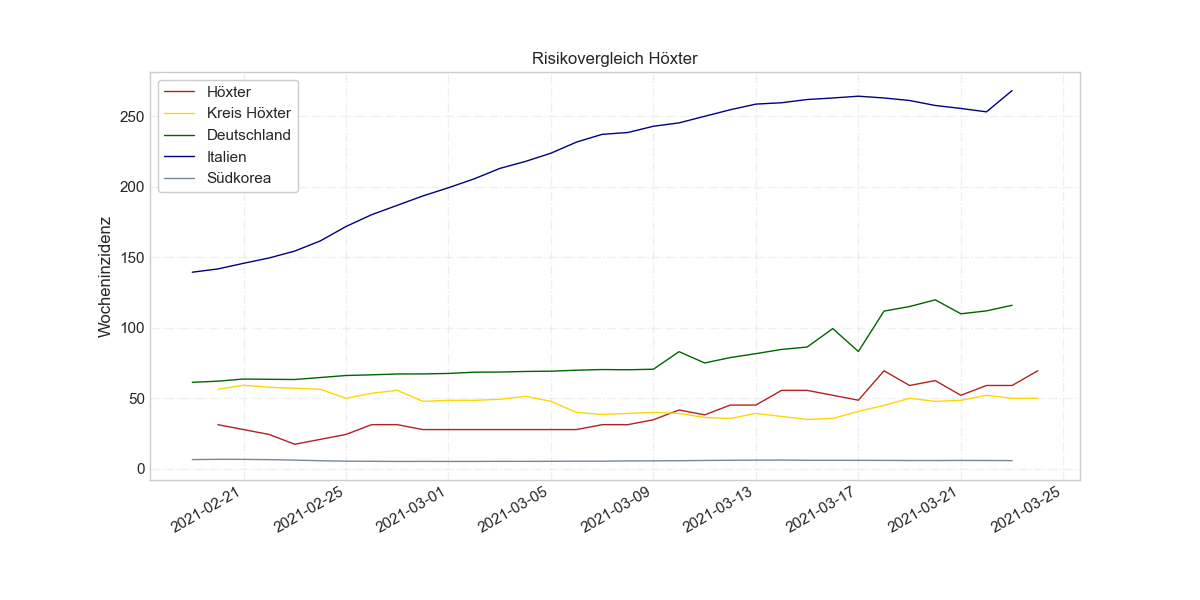 Risikovergleich Höxter
Höxter
Kreis Höxter
Deutschland
Italien
Südkorea
Wocheninzidenz
250
200
150
100
50
0
2021-02-21
2021-02-25
2021-03-01
2021-03-05
2021-03-09
2021-03-13
2021-03-17
2021-03-21
2021-03-25